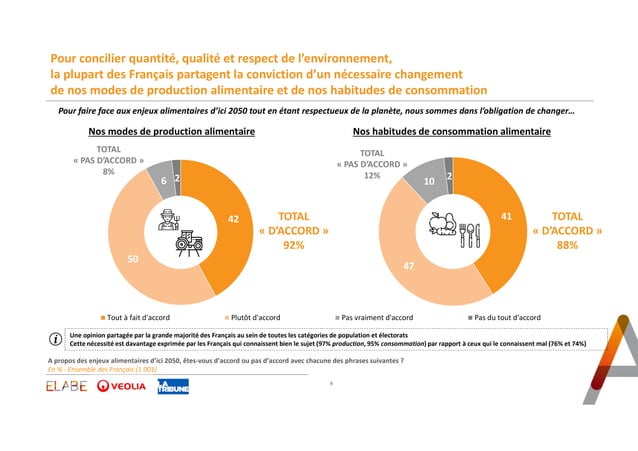 Pour concilier quantité, qualité et respect de l'environnement,
la plupart des Français partagent la conviction d'un nécessaire changement
de nos modes de production alimentaire et de nos habitudes de consommation
Pour faire face aux enjeux alimentaires d'ici 2050 tout en étant respectueux de la planète, nous sommes dans l'obligation de changer…
Nos modes de production alimentaire
TOTAL
« PAS D'ACCORD »
8%
6
2
42
50
TOTAL
« D'ACCORD »
92%
Nos habitudes de consommation alimentaire
TOTAL
« PAS D'ACCORD »
12%
10
2
41
47
TOTAL
« D'ACCORD »
88%
Tout à fait d'accord
Plutôt d'accord
Pas vraiment d'accord
Pas du tout d'accord
i
Une opinion partagée par la grande majorité des Français au sein de toutes les catégories de population et électorats
Cette nécessité est davantage exprimée par les Français qui connaissent bien le sujet (97% production, 95% consommation) par rapport à ceux qui le connaissent mal (76% et 74%)
A propos des enjeux alimentaires d'ici 2050, êtes-vous d'accord ou pas d'accord avec chacune des phrases suivantes ?
En % - Ensemble des Français (1 001)
ELABE
VEOLIA
LA
TRIBUNE